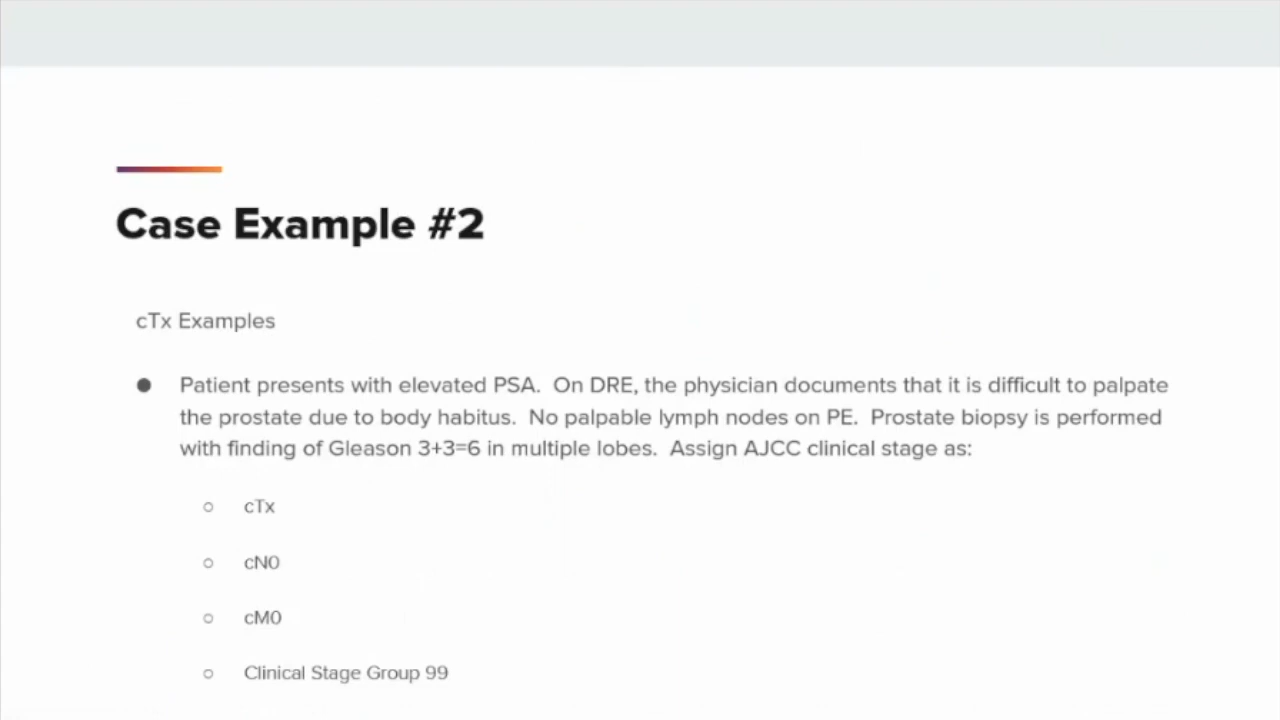 Case Example #2
cTx Examples
● Patient presents with elevated PSA. On DRE, the physician documents that it is difficult to palpate
the prostate due to body habitus. No palpable lymph nodes on PE. Prostate biopsy is performed
with finding of Gleason 3+3=6 in multiple lobes. Assign AJCC clinical stage as:
○ cTx
○ cN0
○ cM0
○ Clinical Stage Group 99